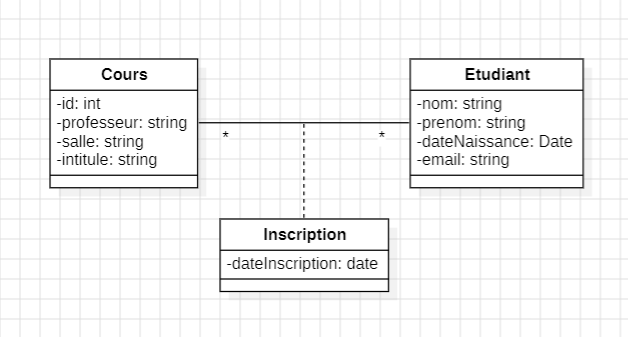 Cours
-id: int
-professeur: string
-salle: string
-intitule: string
*
*
Etudiant
-nom: string
-prenom: string
-dateNaissance: Date
-email: string
Inscription
-dateInscription: date